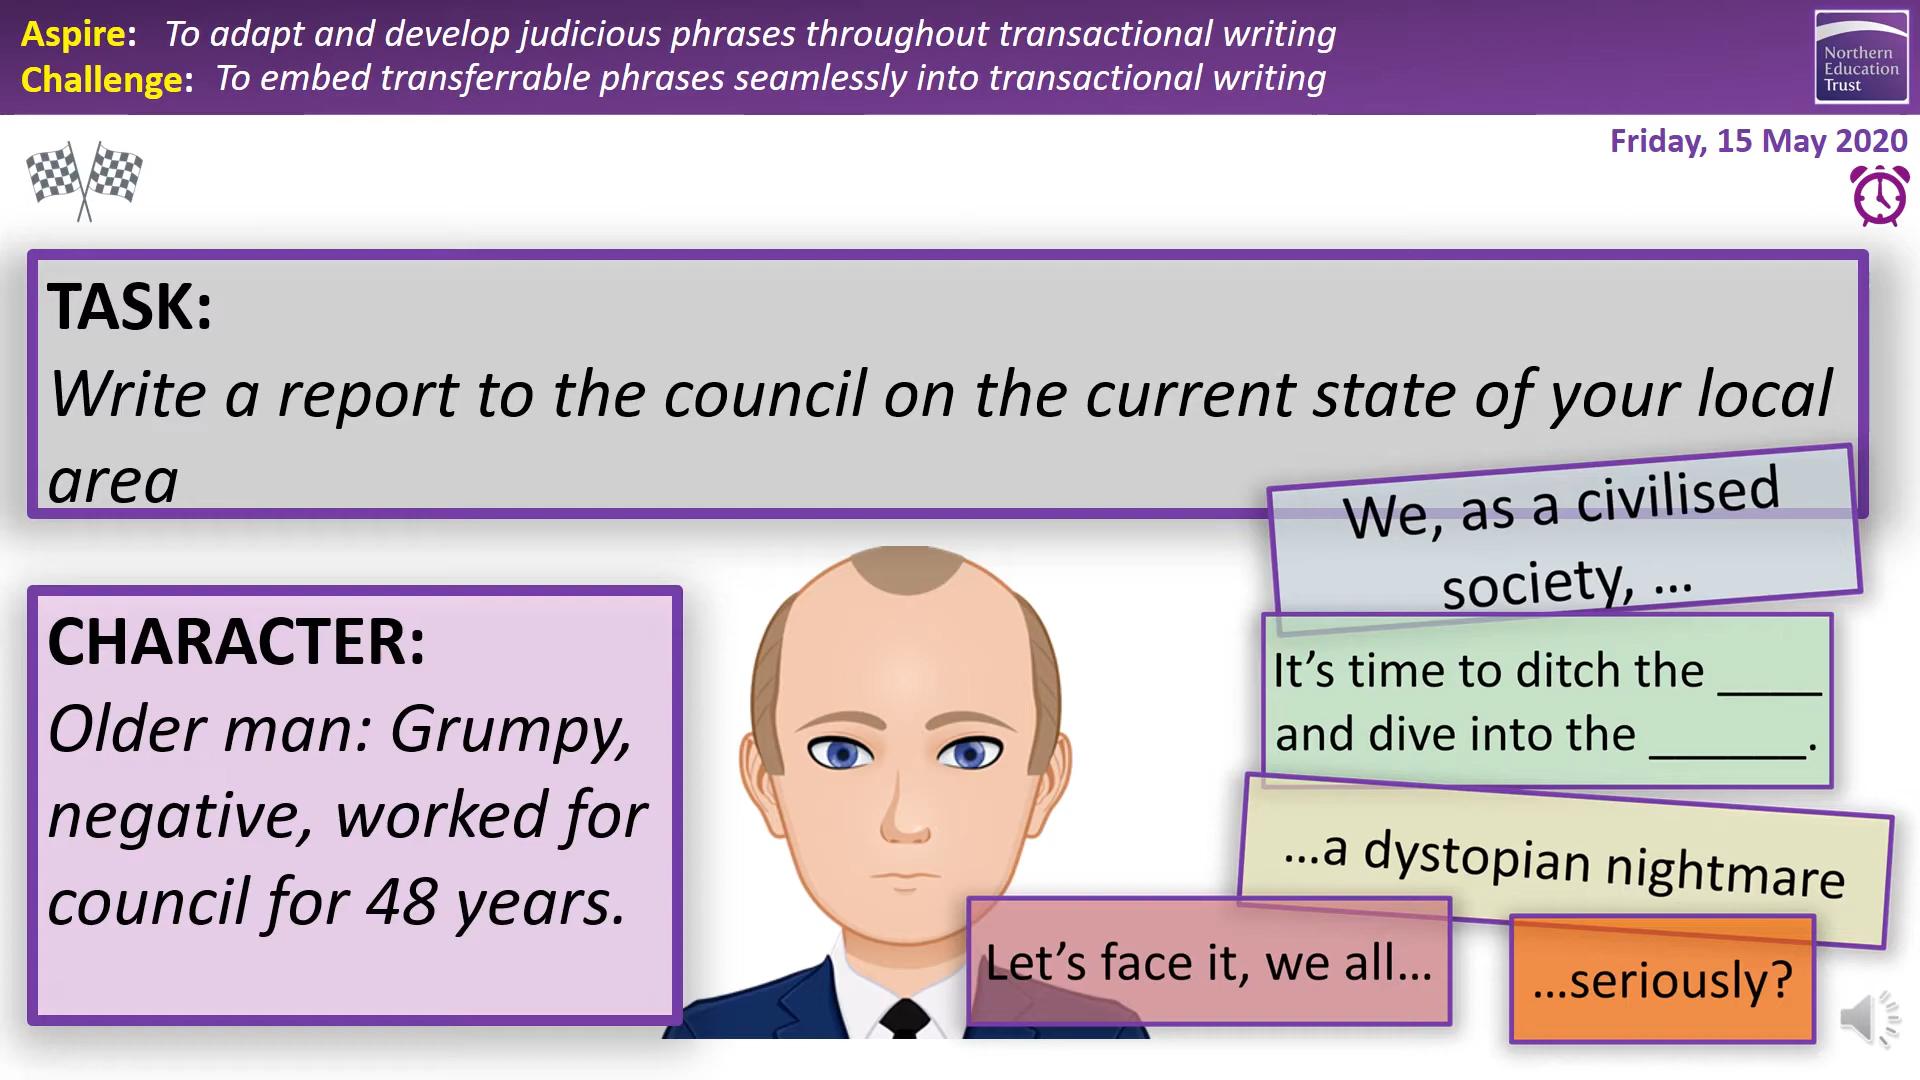 Aspire: To adapt and develop judicious phrases throughout transactional writing
Challenge: To embed transferrable phrases seamlessly into transactional writing
Northern
Education
Trust
Friday, 15 May 2020
TASK:
Write a report to the council on the current state of your local
area
We, as a civilised
society, …
It’s time to ditch the ____
and dive into the ______.
…a dystopian nightmare
Let’s face it, we all…
…seriously?
CHARACTER:
Older man: Grumpy,
negative, worked for
council for 48 years.